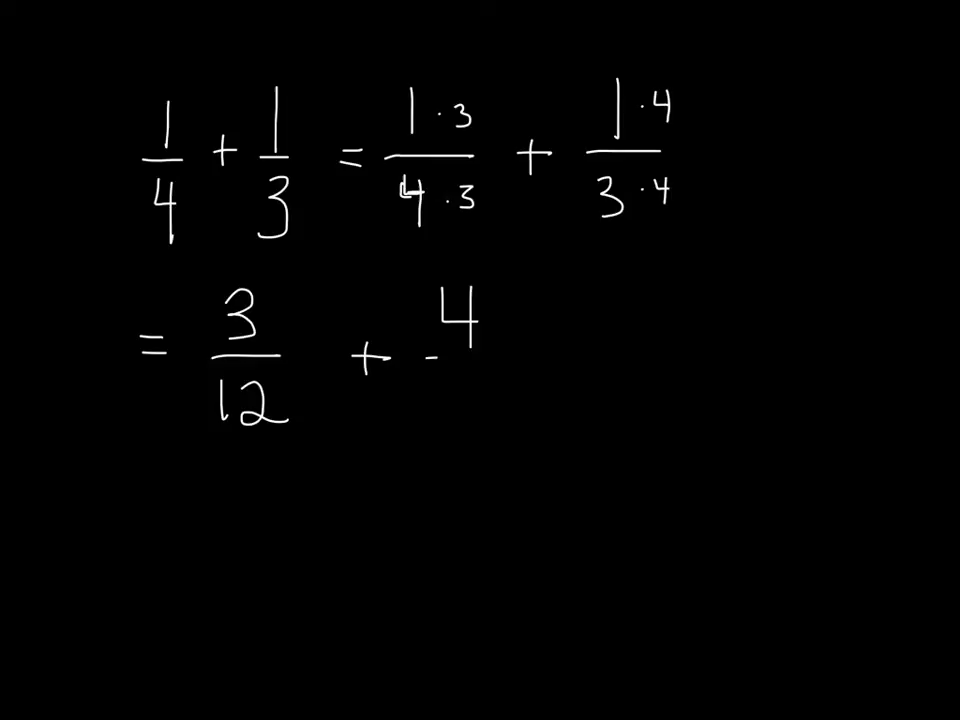 1/4 + 1/3 = 1·3/4·3 + 1·4/3·4
= 3/12 + 4/